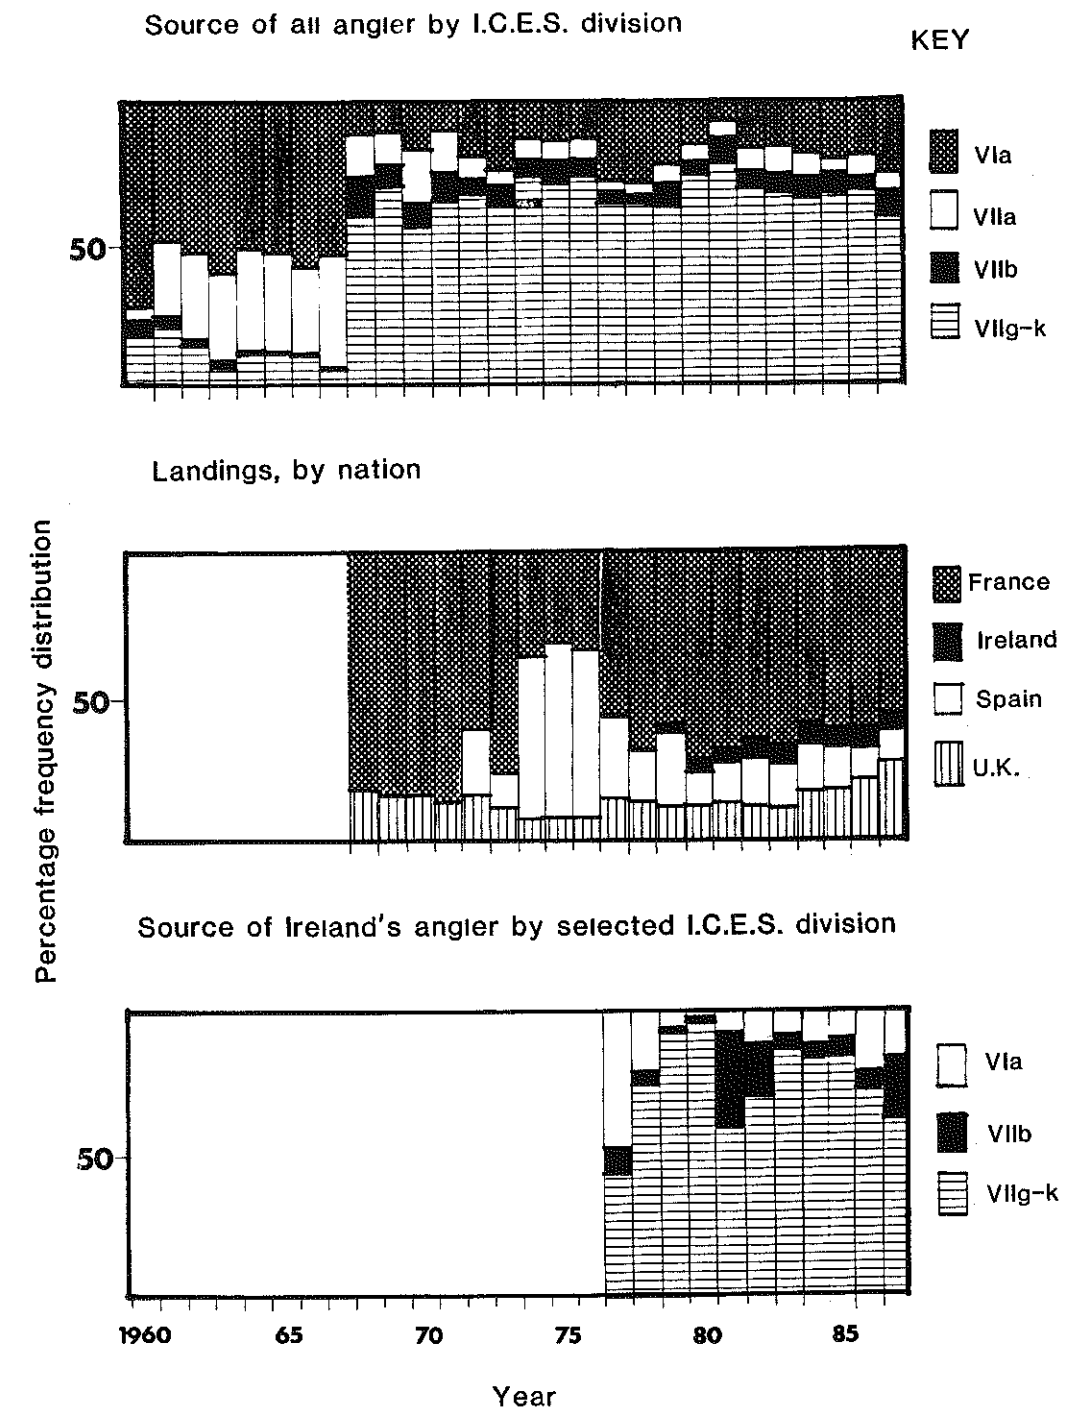 Source of all angler by I.C.E.S. division
KEY
VIa
VIIa
50
VIIb
VIIg-k
Landings, by nation
Percentage frequency distribution
France
Ireland
50
Spain
U.K.
Source of Ireland's angler by selected I.C.E.S. division
VIa
VIIb
50
VIIg-k
1960 65 70 75 80 85
Year